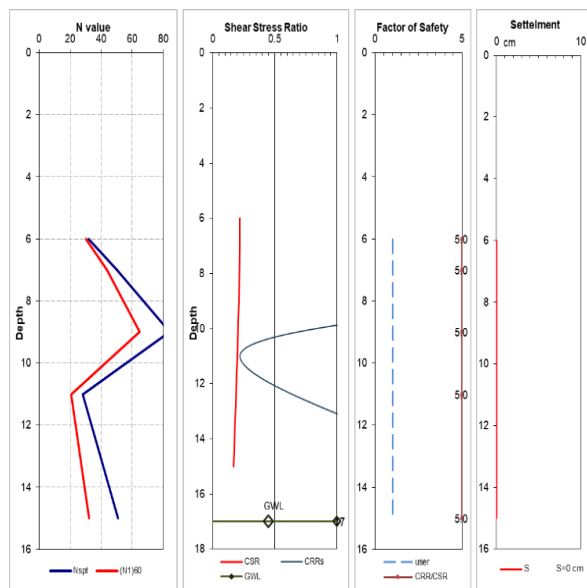 N value
0 20 40 60 80
0
2
4
6
8
10
12
14
16
Depth
Nspt (N1)60
Shear Stress Ratio
0 0.5 1
0
2
4
6
8
10
12
14
16
18
Depth
GWL
CSR CRRs
GWL
Factor of Safety
0 5
0
2
4
6
8
10
12
14
16
5.0
5.0
5.0
5.0
5.0
user
CRR/CSR
Settelment
0 cm 10
0
2
4
6
8
10
12
14
16
S S=0 cm